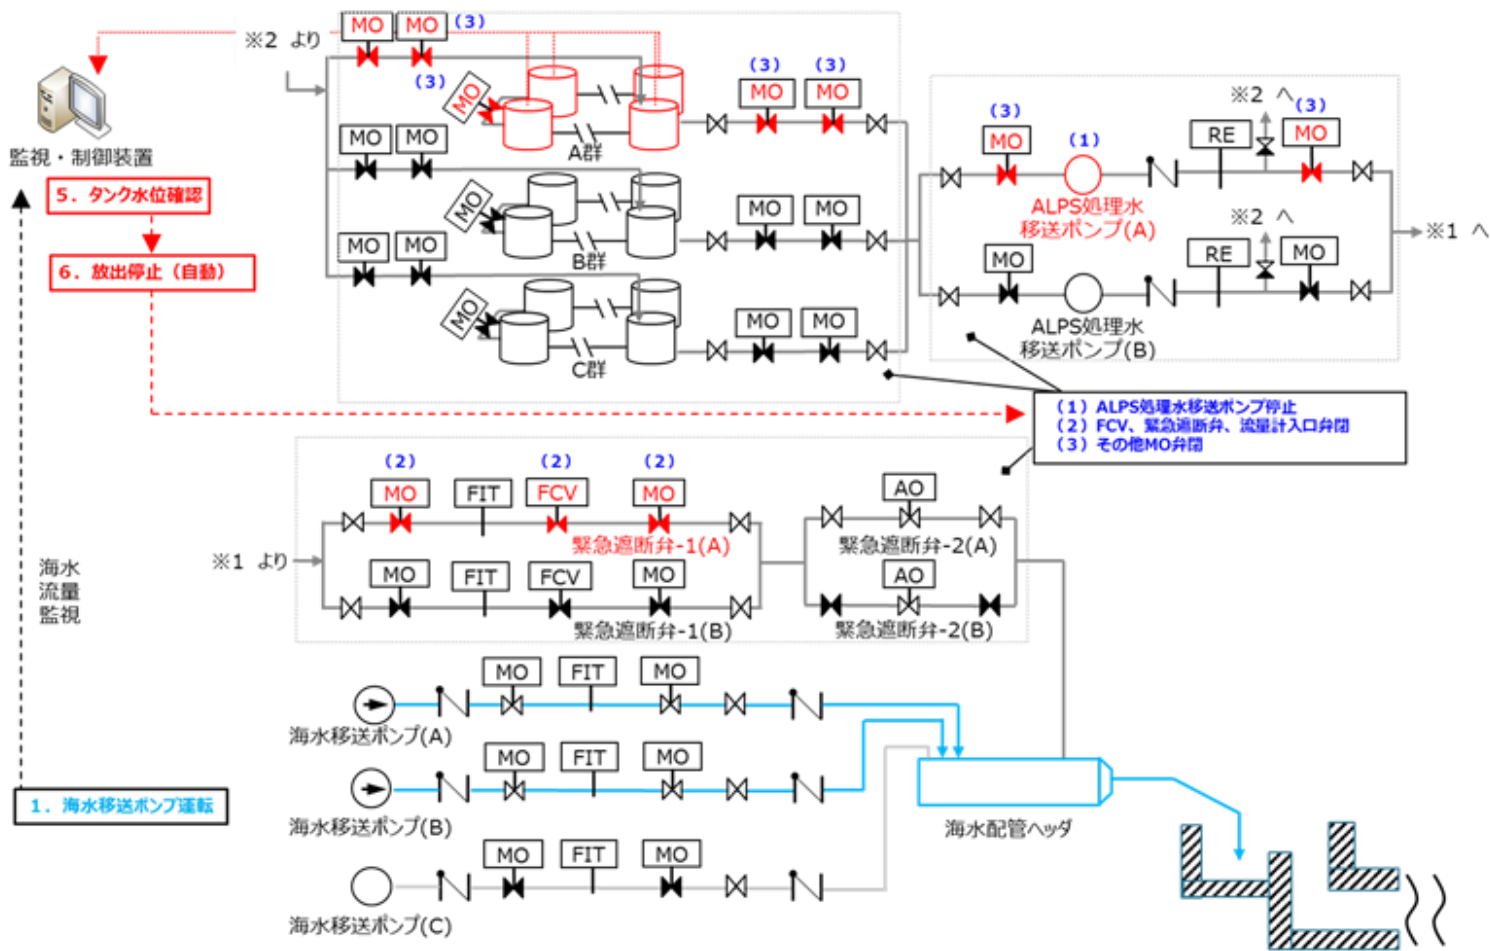 ※2 より
MO
MO
(3)
(3)
MO
MO
MO
A群
(3)
(3)
MO
MO
監視・制御装置
5. タンク水位確認
6. 放出停止（自動）
MO
MO
MO
B群
MO
MO
MO
C群
MO
MO
(3)
MO
(1)
ALPS処理水
移送ポンプ(A)
RE
※2 へ
(3)
MO
※1 へ
MO
ALPS処理水
移送ポンプ(B)
RE
※2 へ
MO
(1) ALPS処理水移送ポンプ停止
(2) FCV、緊急遮断弁、流量計入口弁閉
(3) その他MO弁閉
※1 より
(2)
MO
FIT
(2)
FCV
(2)
MO
緊急遮断弁-1(A)
MO
FIT
FCV
MO
緊急遮断弁-1(B)
AO
緊急遮断弁-2(A)
AO
緊急遮断弁-2(B)
海水
流量
監視
1. 海水移送ポンプ運転
MO
FIT
MO
海水移送ポンプ(A)
MO
FIT
MO
海水移送ポンプ(B)
MO
FIT
MO
海水移送ポンプ(C)
海水配管ヘッダ